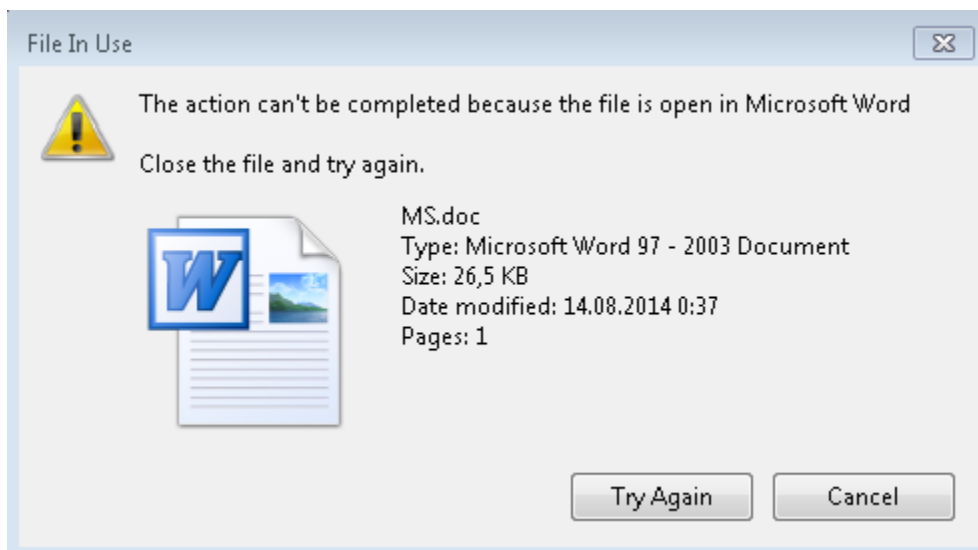 File In Use
The action can't be completed because the file is open in Microsoft Word
Close the file and try again.
W
MS.doc
Type: Microsoft Word 97 - 2003 Document
Size: 26,5 KB
Date modified: 14.08.2014 0:37
Pages: 1
Try Again
Cancel